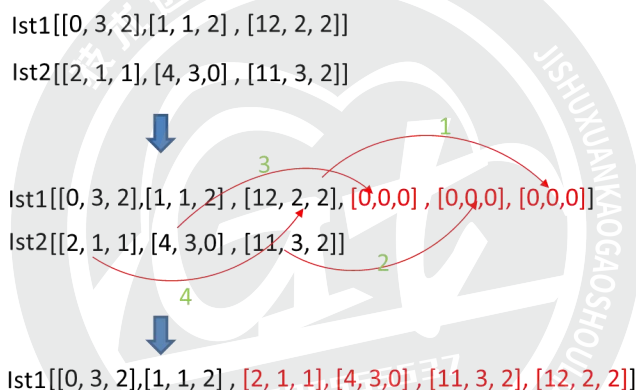 lst1[[0, 3, 2],[1, 1, 2] , [12, 2, 2]]
lst2[[2, 1, 1], [4, 3,0] , [11, 3, 2]]
1
3
lst1[[0, 3, 2],[1, 1, 2] , [12, 2, 2], [0,0,0] , [0,0,0], [0,0,0]]
lst2[[2, 1, 1], [4, 3,0] , [11, 3, 2]]
2
4
lst1[[0, 3, 2],[1, 1, 2] , [2, 1, 1], [4, 3,0] , [11, 3, 2], [12, 2, 2]]
JISHUXUANKAOGAOSHOU